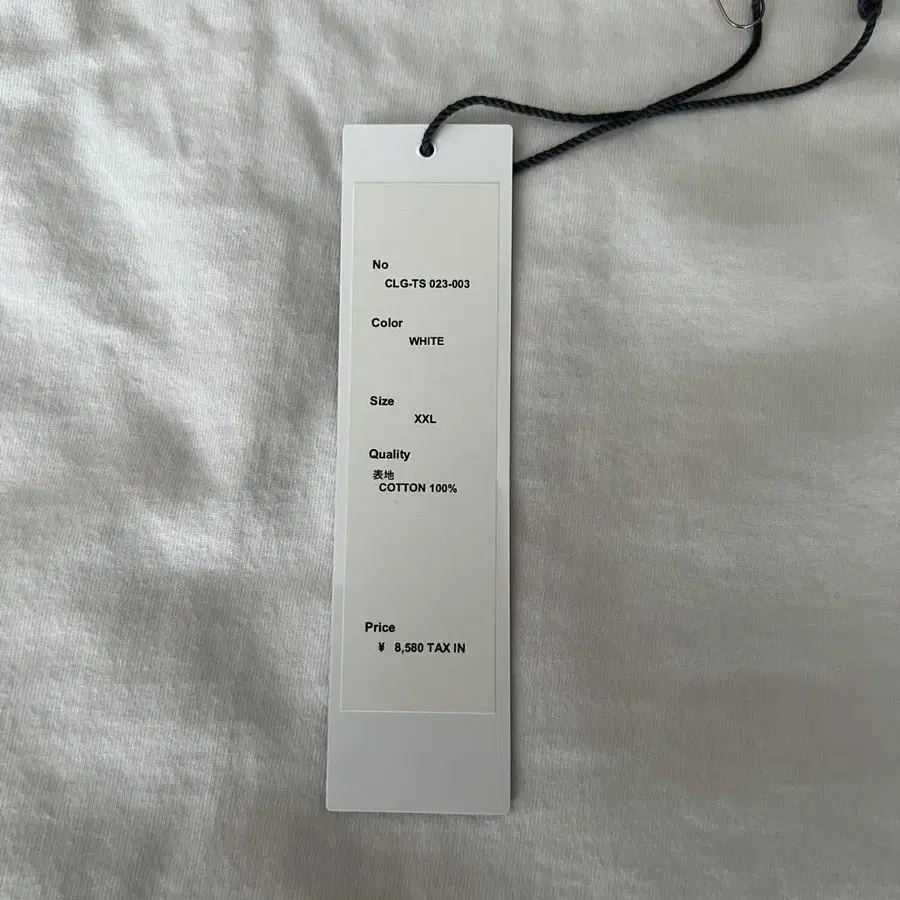 No
CLG-TS 023-003
Color
WHITE
Size
XXL
Quality
表地
COTTON 100%
Price
¥ 8,580 TAX IN